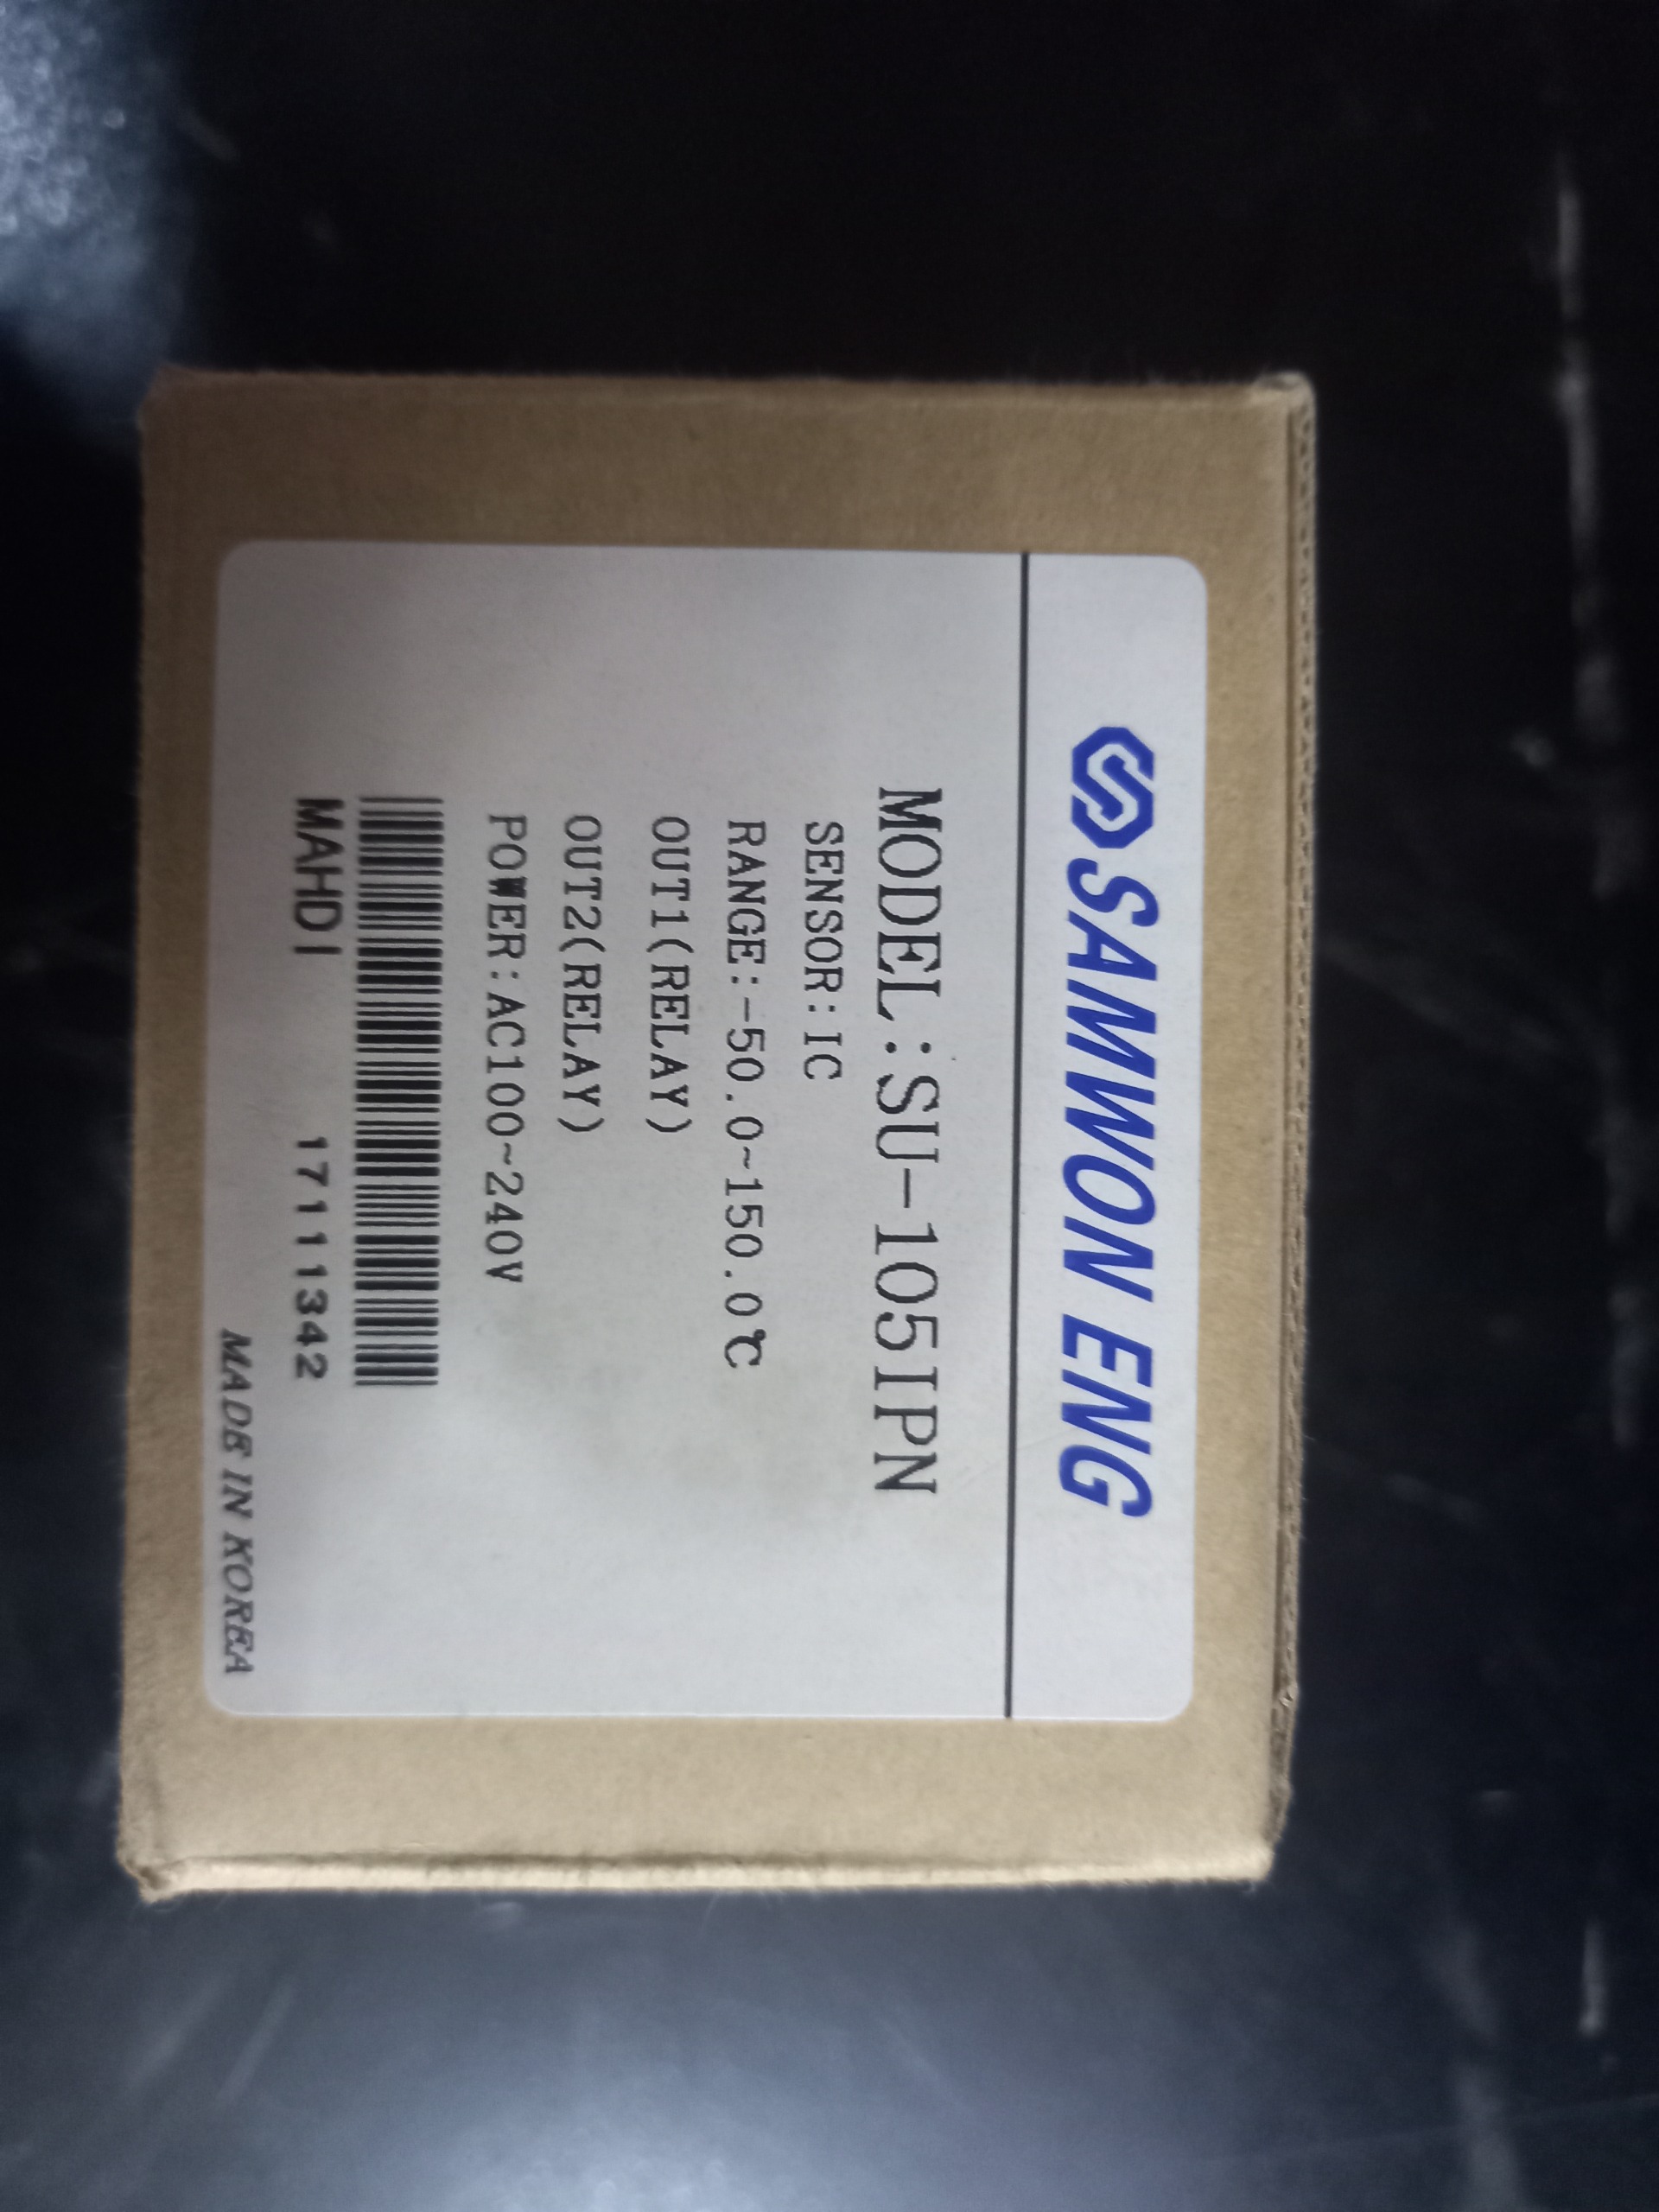 SAMWON ENG
MODEL:SU-105IPN
SENSOR:IC
RANGE:-50.0~150.0℃
OUT1(RELAY)
OUT2(RELAY)
POWER:AC100~240V
MAHDI 17111342
MADE IN KOREA